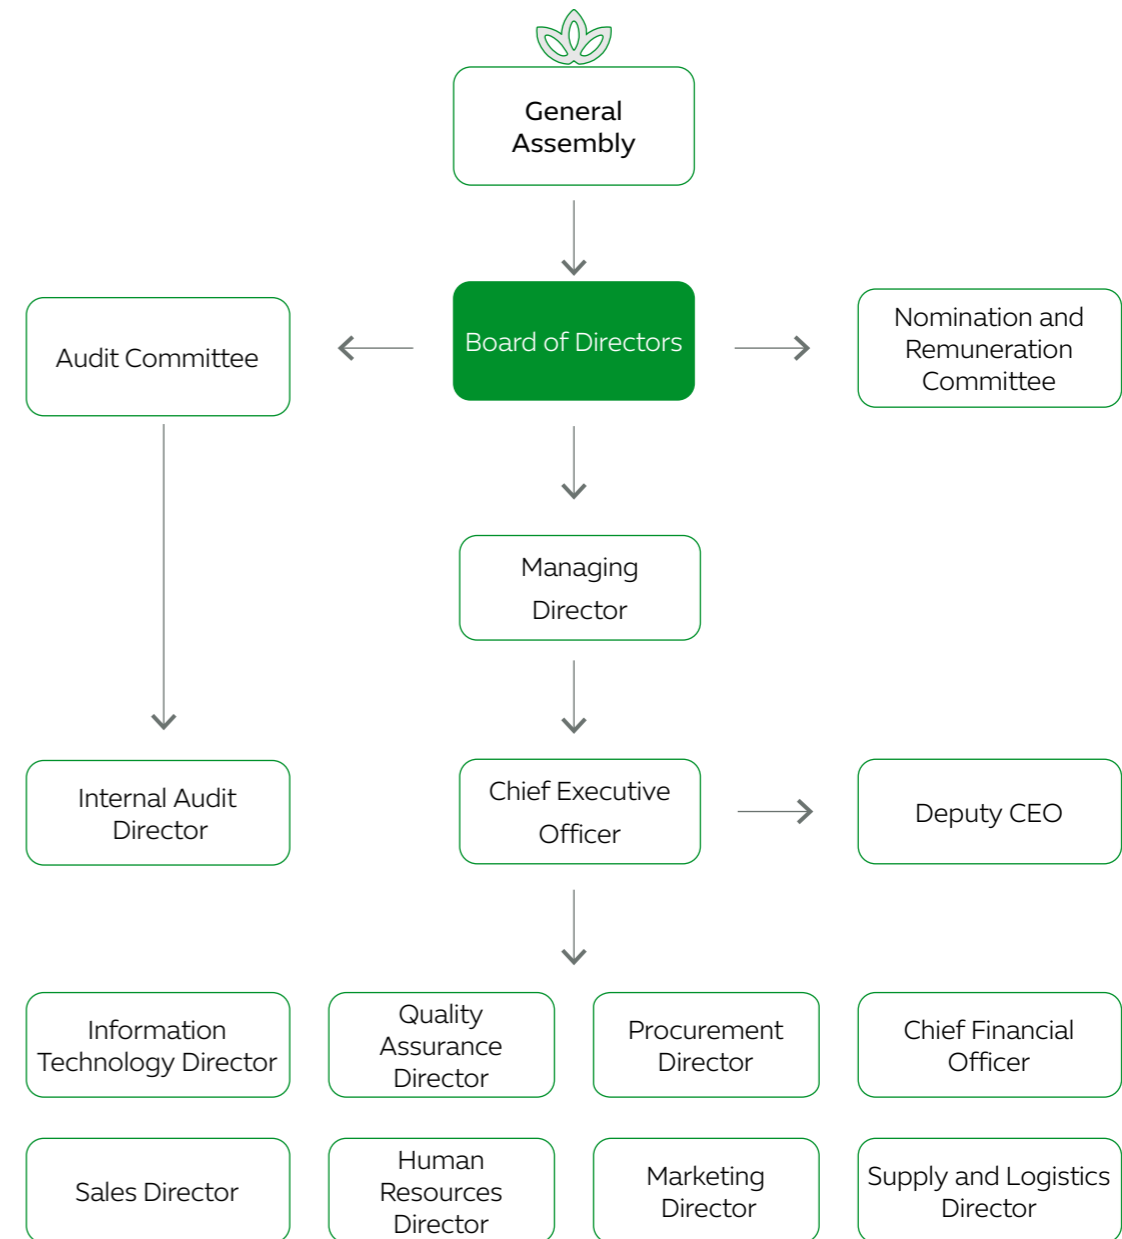 General
Assembly
Audit Committee
Board of Directors
Nomination and
Remuneration
Committee
Managing
Director
Internal Audit
Director
Chief Executive
Officer
Deputy CEO
Information
Technology Director
Quality
Assurance
Director
Procurement
Director
Chief Financial
Officer
Sales Director
Human
Resources
Director
Marketing
Director
Supply and Logistics
Director